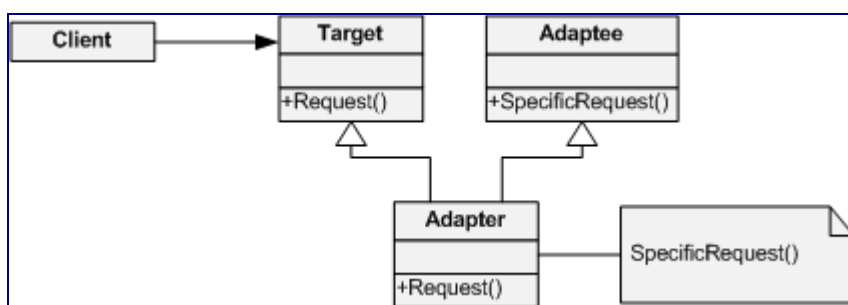 Client
Target
Adaptee
+Request()
+SpecificRequest()
Adapter
SpecificRequest()
+Request()